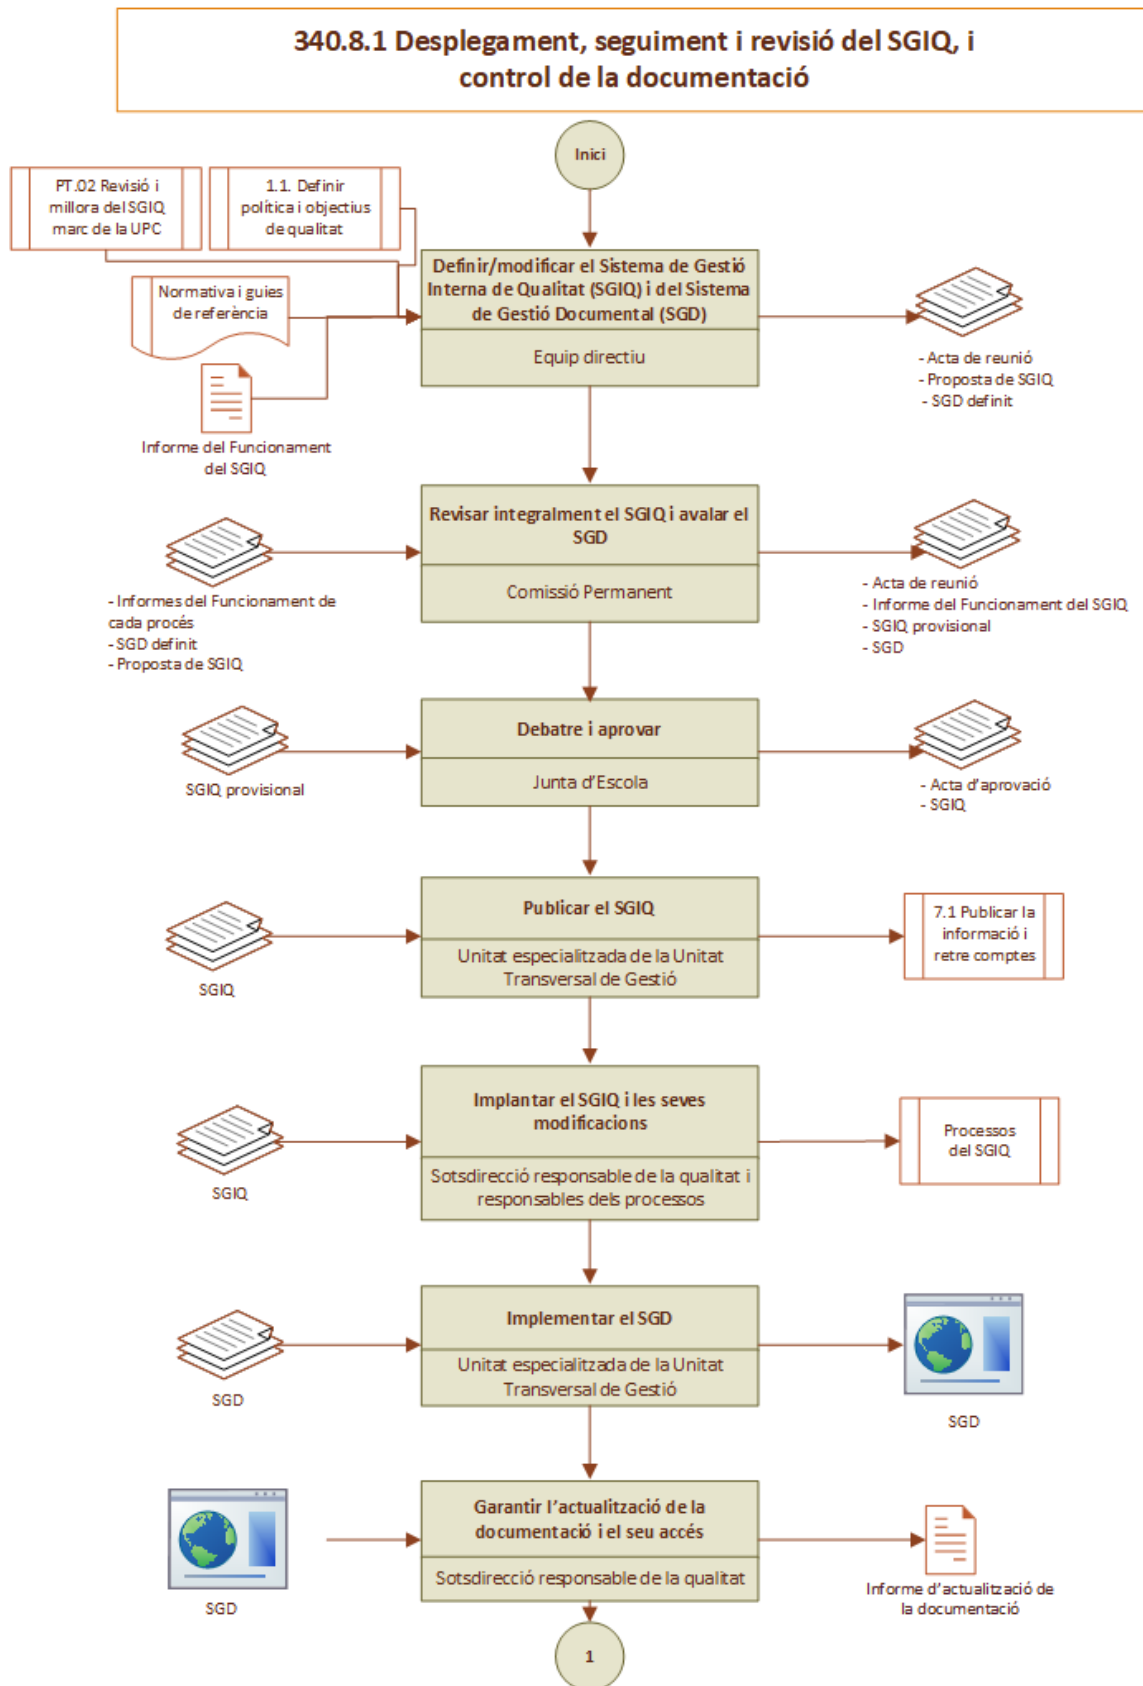 340.8.1 Desplegament, seguiment i revisió del SGIQ, i
control de la documentació
Inici
PT.02 Revisió i
millora del SGIQ
marc de la UPC
1.1. Definir
política i objectius
de qualitat
Normativa i guies
de referència
Informe del Funcionament
del SGIQ
Definir/modificar el Sistema de Gestió
Interna de Qualitat (SGIQ) i del Sistema
de Gestió Documental (SGD)
Equip directiu
- Acta de reunió
- Proposta de SGIQ
- SGD definit
- Informes del Funcionament de
cada procés
- SGD definit
- Proposta de SGIQ
Revisar integralment el SGIQ i avalar el
SGD
Comissió Permanent
- Acta de reunió
- Informe del Funcionament del SGIQ
- SGIQ provisional
- SGD
SGIQ provisional
Debatre i aprovar
Junta d'Escola
- Acta d'aprovació
- SGIQ
SGIQ
Publicar el SGIQ
Unitat especialitzada de la Unitat
Transversal de Gestió
7.1 Publicar la
informació i
retre comptes
SGIQ
Implantar el SGIQ i les seves
modificacions
Sotsdirecció responsable de la qualitat i
responsables dels processos
Processos
del SGIQ
SGD
Implementar el SGD
Unitat especialitzada de la Unitat
Transversal de Gestió
SGD
SGD
Garantir l'actualització de la
documentació i el seu accés
Sotsdirecció responsable de la qualitat
Informe d'actualització de
la documentació
1